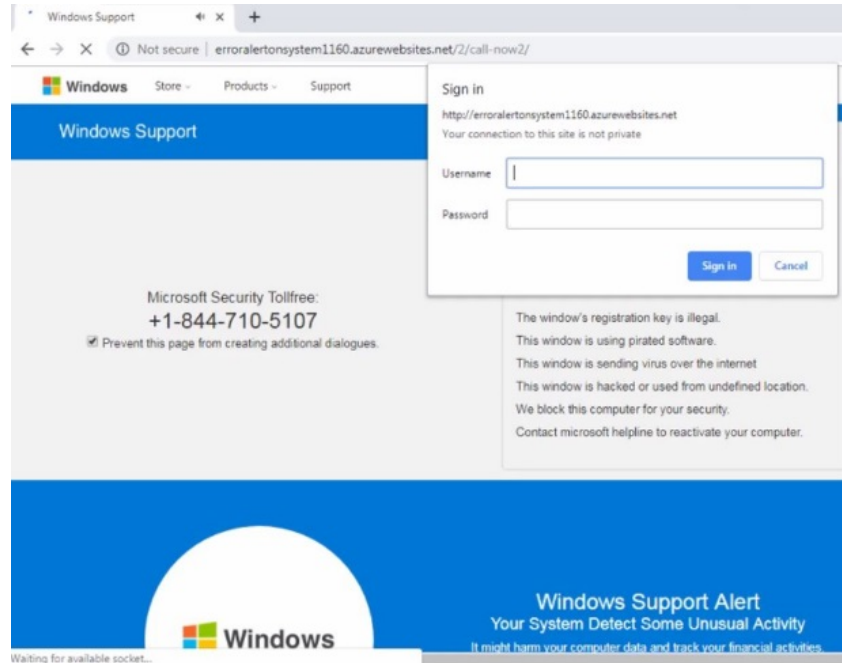 Windows Support
Not secure | erroralertonsystem1160.azurewebsites.net/2/call-now2/
Windows Store Products Support
Windows Support
Sign in
http://erroralertonsystem1160.azurewebsites.net
Your connection to this site is not private
Username
Password
Sign in Cancel
Microsoft Security Tollfree:
+1-844-710-5107
Prevent this page from creating additional dialogues.
The window's registration key is illegal.
This window is using pirated software.
This window is sending virus over the internet
This window is hacked or used from undefined location.
We block this computer for your security.
Contact microsoft helpline to reactivate your computer.
Windows
Windows Support Alert
Your System Detect Some Unusual Activity
It might harm your computer data and track your financial activities.
Waiting for available socket...